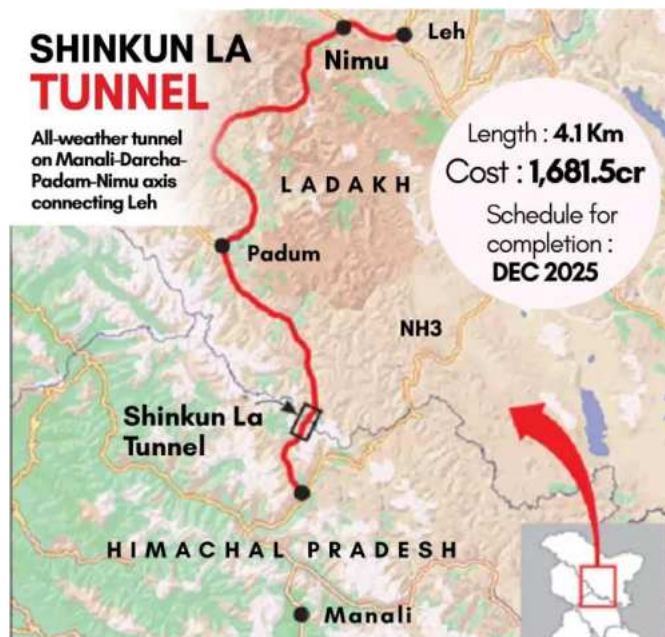 SHINKUN LA
TUNNEL
All-weather tunnel
on Manali-Darcha-
Padam-Nimu axis
connecting Leh
Leh
Nimu
Length : 4.1 Km
Cost : 1,681.5cr
Schedule for
completion :
DEC 2025
LADAKH
Padum
NH3
Shinkun La
Tunnel
HIMACHAL PRADESH
Manali